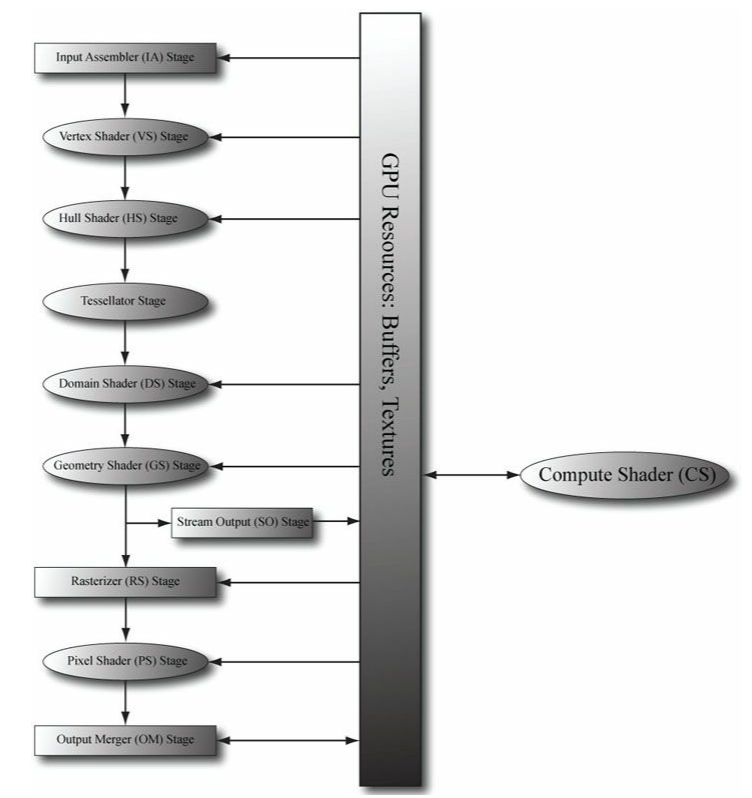 Input Assembler (IA) Stage
Vertex Shader (VS) Stage
Hull Shader (HS) Stage
Tessellator Stage
Domain Shader (DS) Stage
Geometry Shader (GS) Stage
Stream Output (SO) Stage
Rasterizer (RS) Stage
Pixel Shader (PS) Stage
Output Merger (OM) Stage
GPU Resources: Buffers, Textures
Compute Shader (CS)